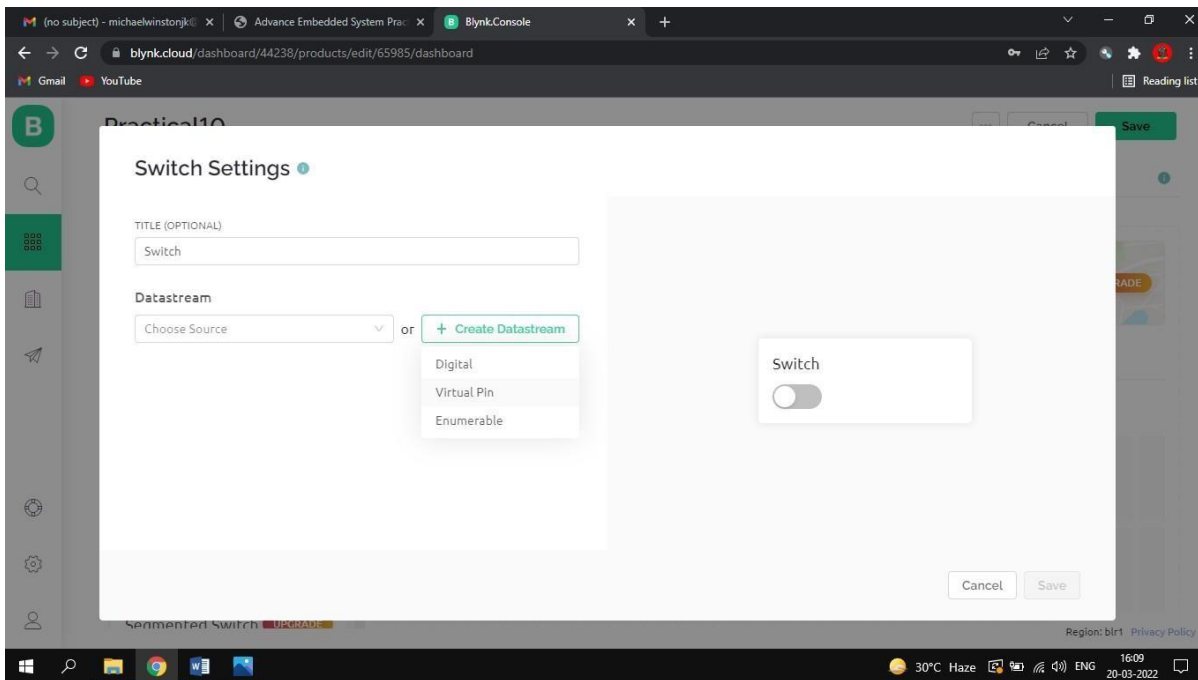 (no subject) - michaelwinstonjk@
Advance Embedded System Prac
B Blynk.Console
blynk.cloud/dashboard/44238/products/edit/65985/dashboard
Gmail YouTube Reading list
B Practical10 Cancel Save
Switch Settings
TITLE (OPTIONAL)
Switch
Datastream
Choose Source or + Create Datastream
Digital
Virtual Pin
Enumerable
Switch
RADE
Cancel Save
Segmented Switch UPGRADE
Region: blr1 Privacy Policy
30°C Haze ENG 16:09
20-03-2022